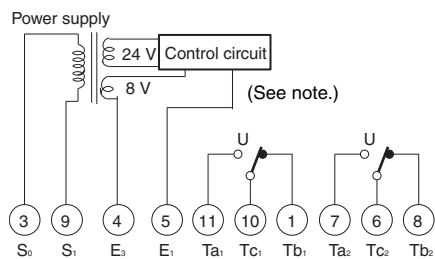 Power supply
24 V
Control circuit
8 V
(See note.)
U
U
3 9 4 5 11 10 1 7 6 8
S₀ S₁ E₃ E₁ Ta₁ Tc₁ Tb₁ Ta₂ Tc₂ Tb₂